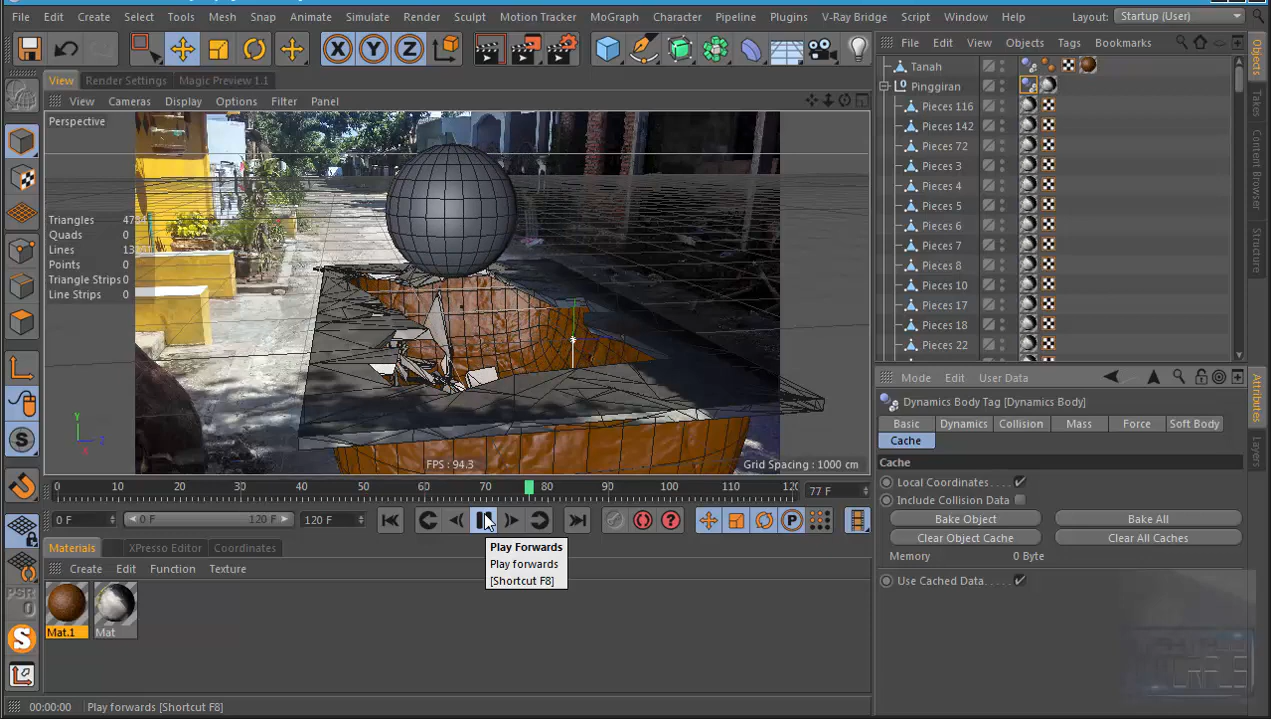 File Edit Create Select Tools Mesh Snap Animate Simulate Render Sculpt Motion Tracker MoGraph Character Pipeline Plugins V-Ray Bridge Script Window Help Layout: Startup (User)
X Y Z
File Edit View Objects Tags Bookmarks
View Render Settings Magic Preview 1.1
View Cameras Display Options Filter Panel
Perspective
Triangles
Quads 0
Lines
Points 0
Triangle Strips 0
Line Strips 0
Y
FPS : 94.3
Grid Spacing : 1000 cm
Tanah
Pinggiran
Pieces 116
Pieces 142
Pieces 72
Pieces 3
Pieces 4
Pieces 5
Pieces 6
Pieces 7
Pieces 8
Pieces 10
Pieces 17
Pieces 18
Pieces 22
Objects
Takes
Content Browser
Structure
0 10 20 30 40 50 60 70 80 90 100 110 77 F
0 F 0 F 120 F 120 F
P
Play Forwards
Play forwards
[Shortcut F8]
Mode Edit User Data
Dynamics Body Tag [Dynamics Body]
Basic Dynamics Collision Mass Force Soft Body
Cache
Cache
Local Coordinates
Include Collision Data
Bake Object Bake All
Clear Object Cache Clear All Caches
Memory 0 Byte
Use Cached Data
Attributes
Layers
Materials XPresso Editor Coordinates
Create Edit Function Texture
Mat.1 Mat
PSR
0
S
S
00:00:00 Play forwards [Shortcut F8]